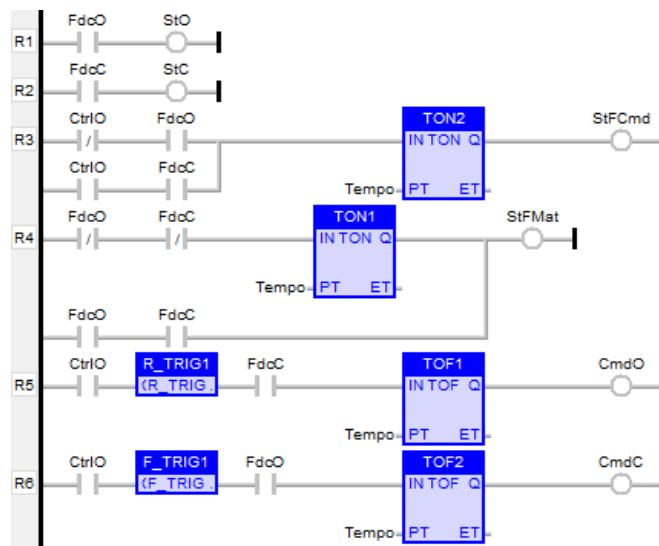 FdcO StO
R1
FdcC StC
R2
CtrlO FdcO TON2 StFCmd
R3 / IN TON Q
CtrlO FdcC
Tempo PT ET
FdcO FdcC TON1 StFMat
R4 / / IN TON Q
Tempo PT ET
FdcO FdcC
CtrlO R_TRIG1 FdcC TOF1 CmdO
R5 (R_TRIG. IN TOF Q
Tempo PT ET
CtrlO F_TRIG1 FdcO TOF2 CmdC
R6 (F_TRIG. IN TOF Q
Tempo PT ET